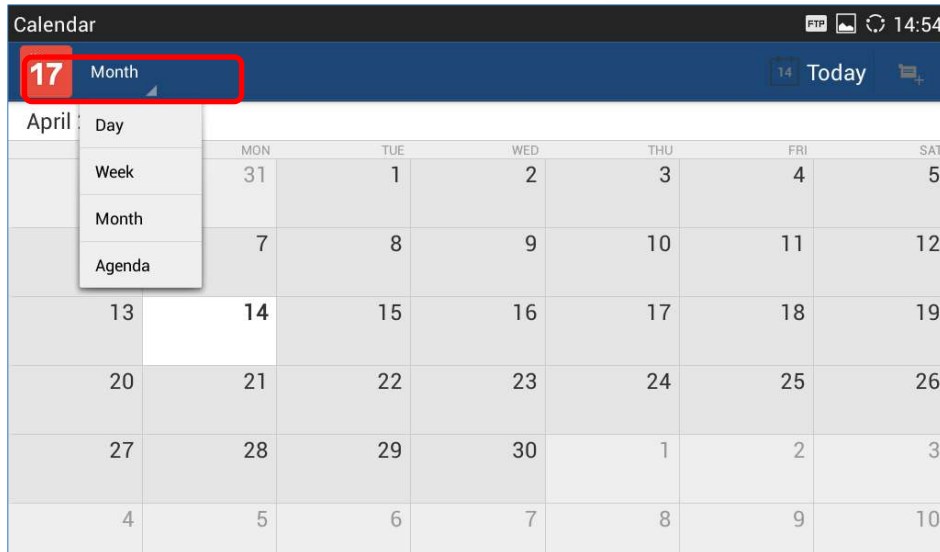 Calendar FTP 14:54
17 Month 14 Today
April
Day
MON TUE WED THU FRI SAT
Week 31 1 2 3 4 5
Month
7 8 9 10 11 12
Agenda
13 14 15 16 17 18 19
20 21 22 23 24 25 26
27 28 29 30 1 2 3
4 5 6 7 8 9 10